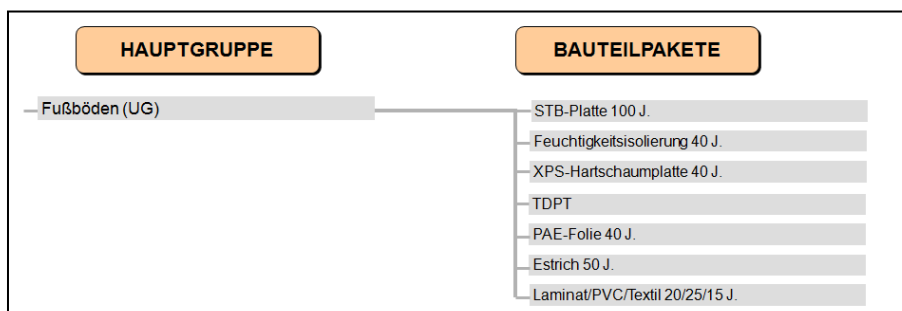 HAUPTGRUPPE
BAUTEILPAKETE
Fußböden (UG)
STB-Platte 100 J.
Feuchtigkeitsisolierung 40 J.
XPS-Hartschaumplatte 40 J.
TDPT
PAE-Folie 40 J.
Estrich 50 J.
Laminat/PVC/Textil 20/25/15 J.